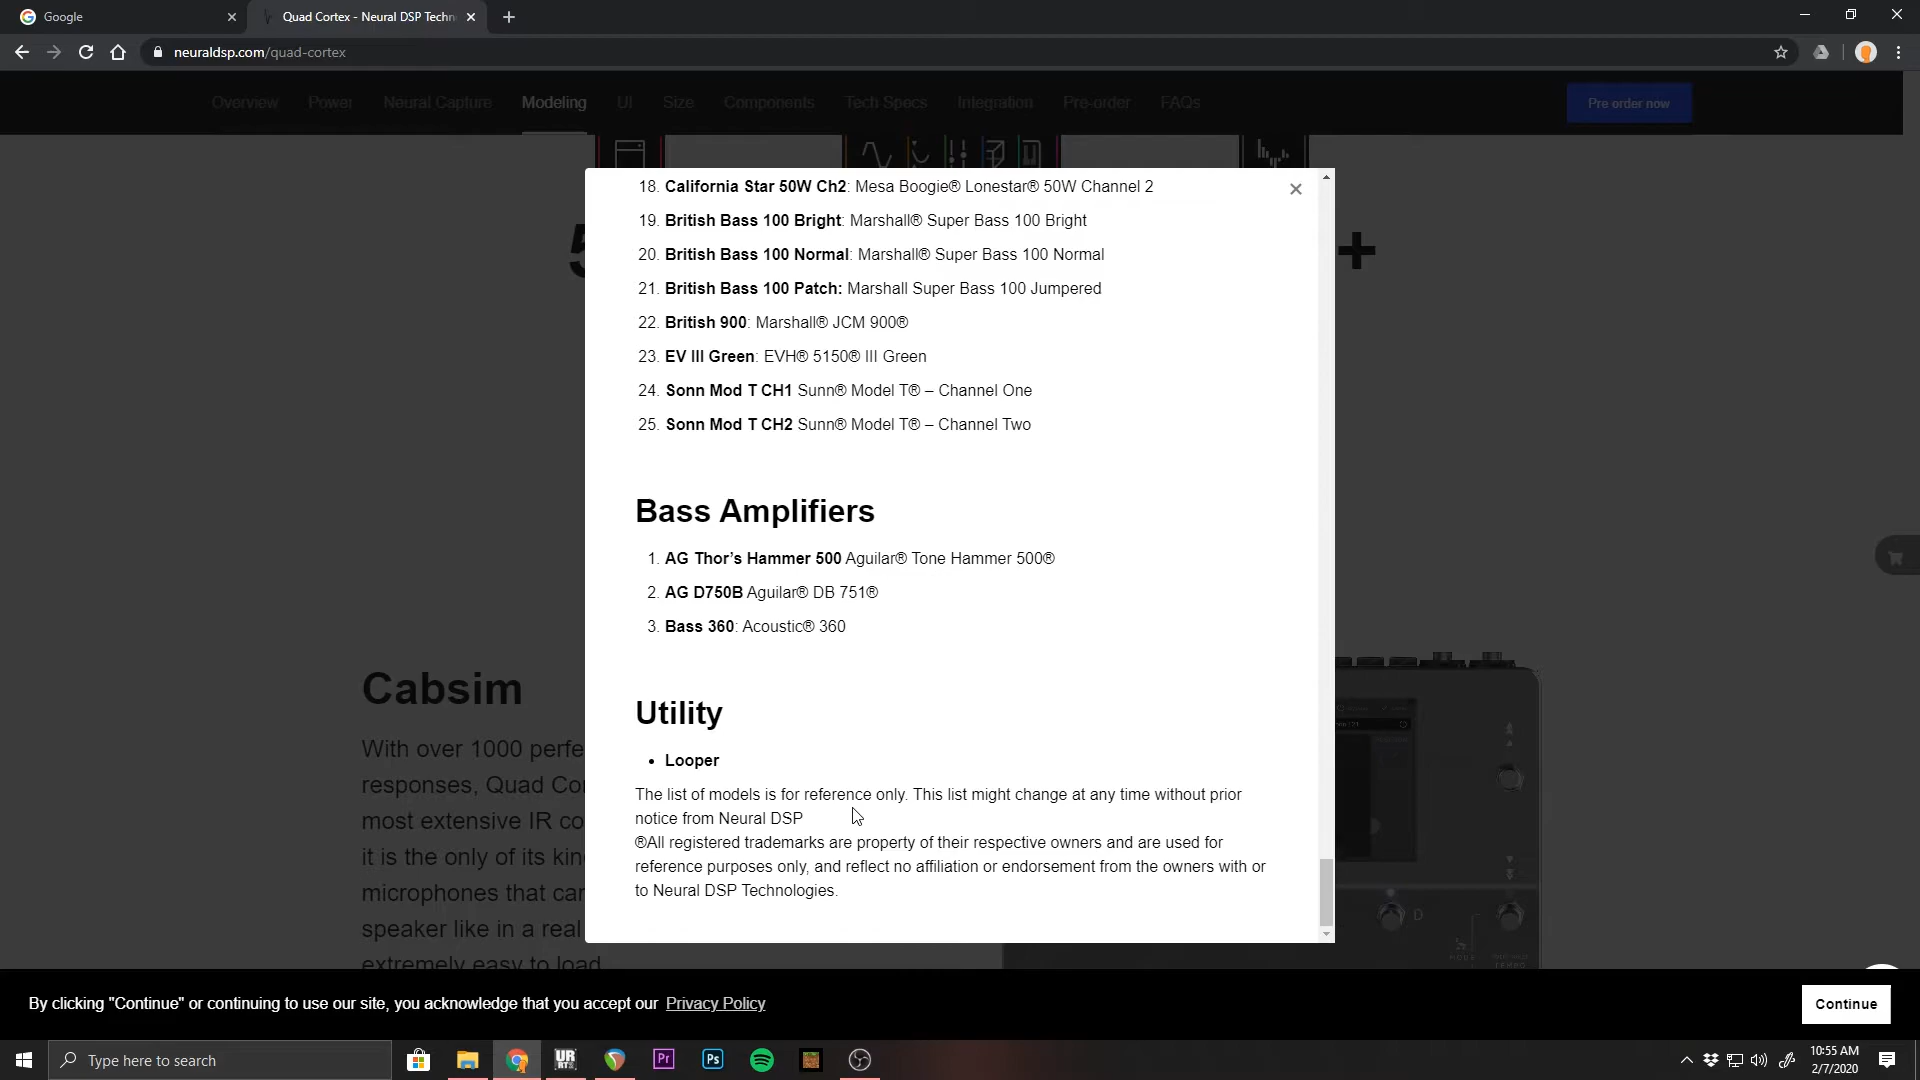 Google
Quad Cortex - Neural DSP Techn
neuraldsp.com/quad-cortex
Overview Power Neural Capture Modeling UI Size Components Tech Specs Integration Pre-order FAQs
Pre order now
18. California Star 50W Ch2: Mesa Boogie® Lonestar® 50W Channel 2
19. British Bass 100 Bright: Marshall® Super Bass 100 Bright
20. British Bass 100 Normal: Marshall® Super Bass 100 Normal
21. British Bass 100 Patch: Marshall Super Bass 100 Jumpered
22. British 900: Marshall® JCM 900®
23. EV III Green: EVH® 5150® III Green
24. Sonn Mod T CH1 Sunn® Model T® – Channel One
25. Sonn Mod T CH2 Sunn® Model T® – Channel Two
Bass Amplifiers
1. AG Thor’s Hammer 500 Aguilar® Tone Hammer 500®
2. AG D750B Aguilar® DB 751®
3. Bass 360: Acoustic® 360
Utility
• Looper
The list of models is for reference only. This list might change at any time without prior
notice from Neural DSP
®All registered trademarks are property of their respective owners and are used for
reference purposes only, and reflect no affiliation or endorsement from the owners with or
to Neural DSP Technologies.
5
+
Cabsim
With over 1000 perfe
responses, Quad Cor
most extensive IR co
it is the only of its kin
microphones that can
speaker like in a real
extremely easy to load
D
By clicking "Continue" or continuing to use our site, you acknowledge that you accept our Privacy Policy
Continue
Type here to search
UR
RTS
Pr
Ps
10:55 AM
2/7/2020